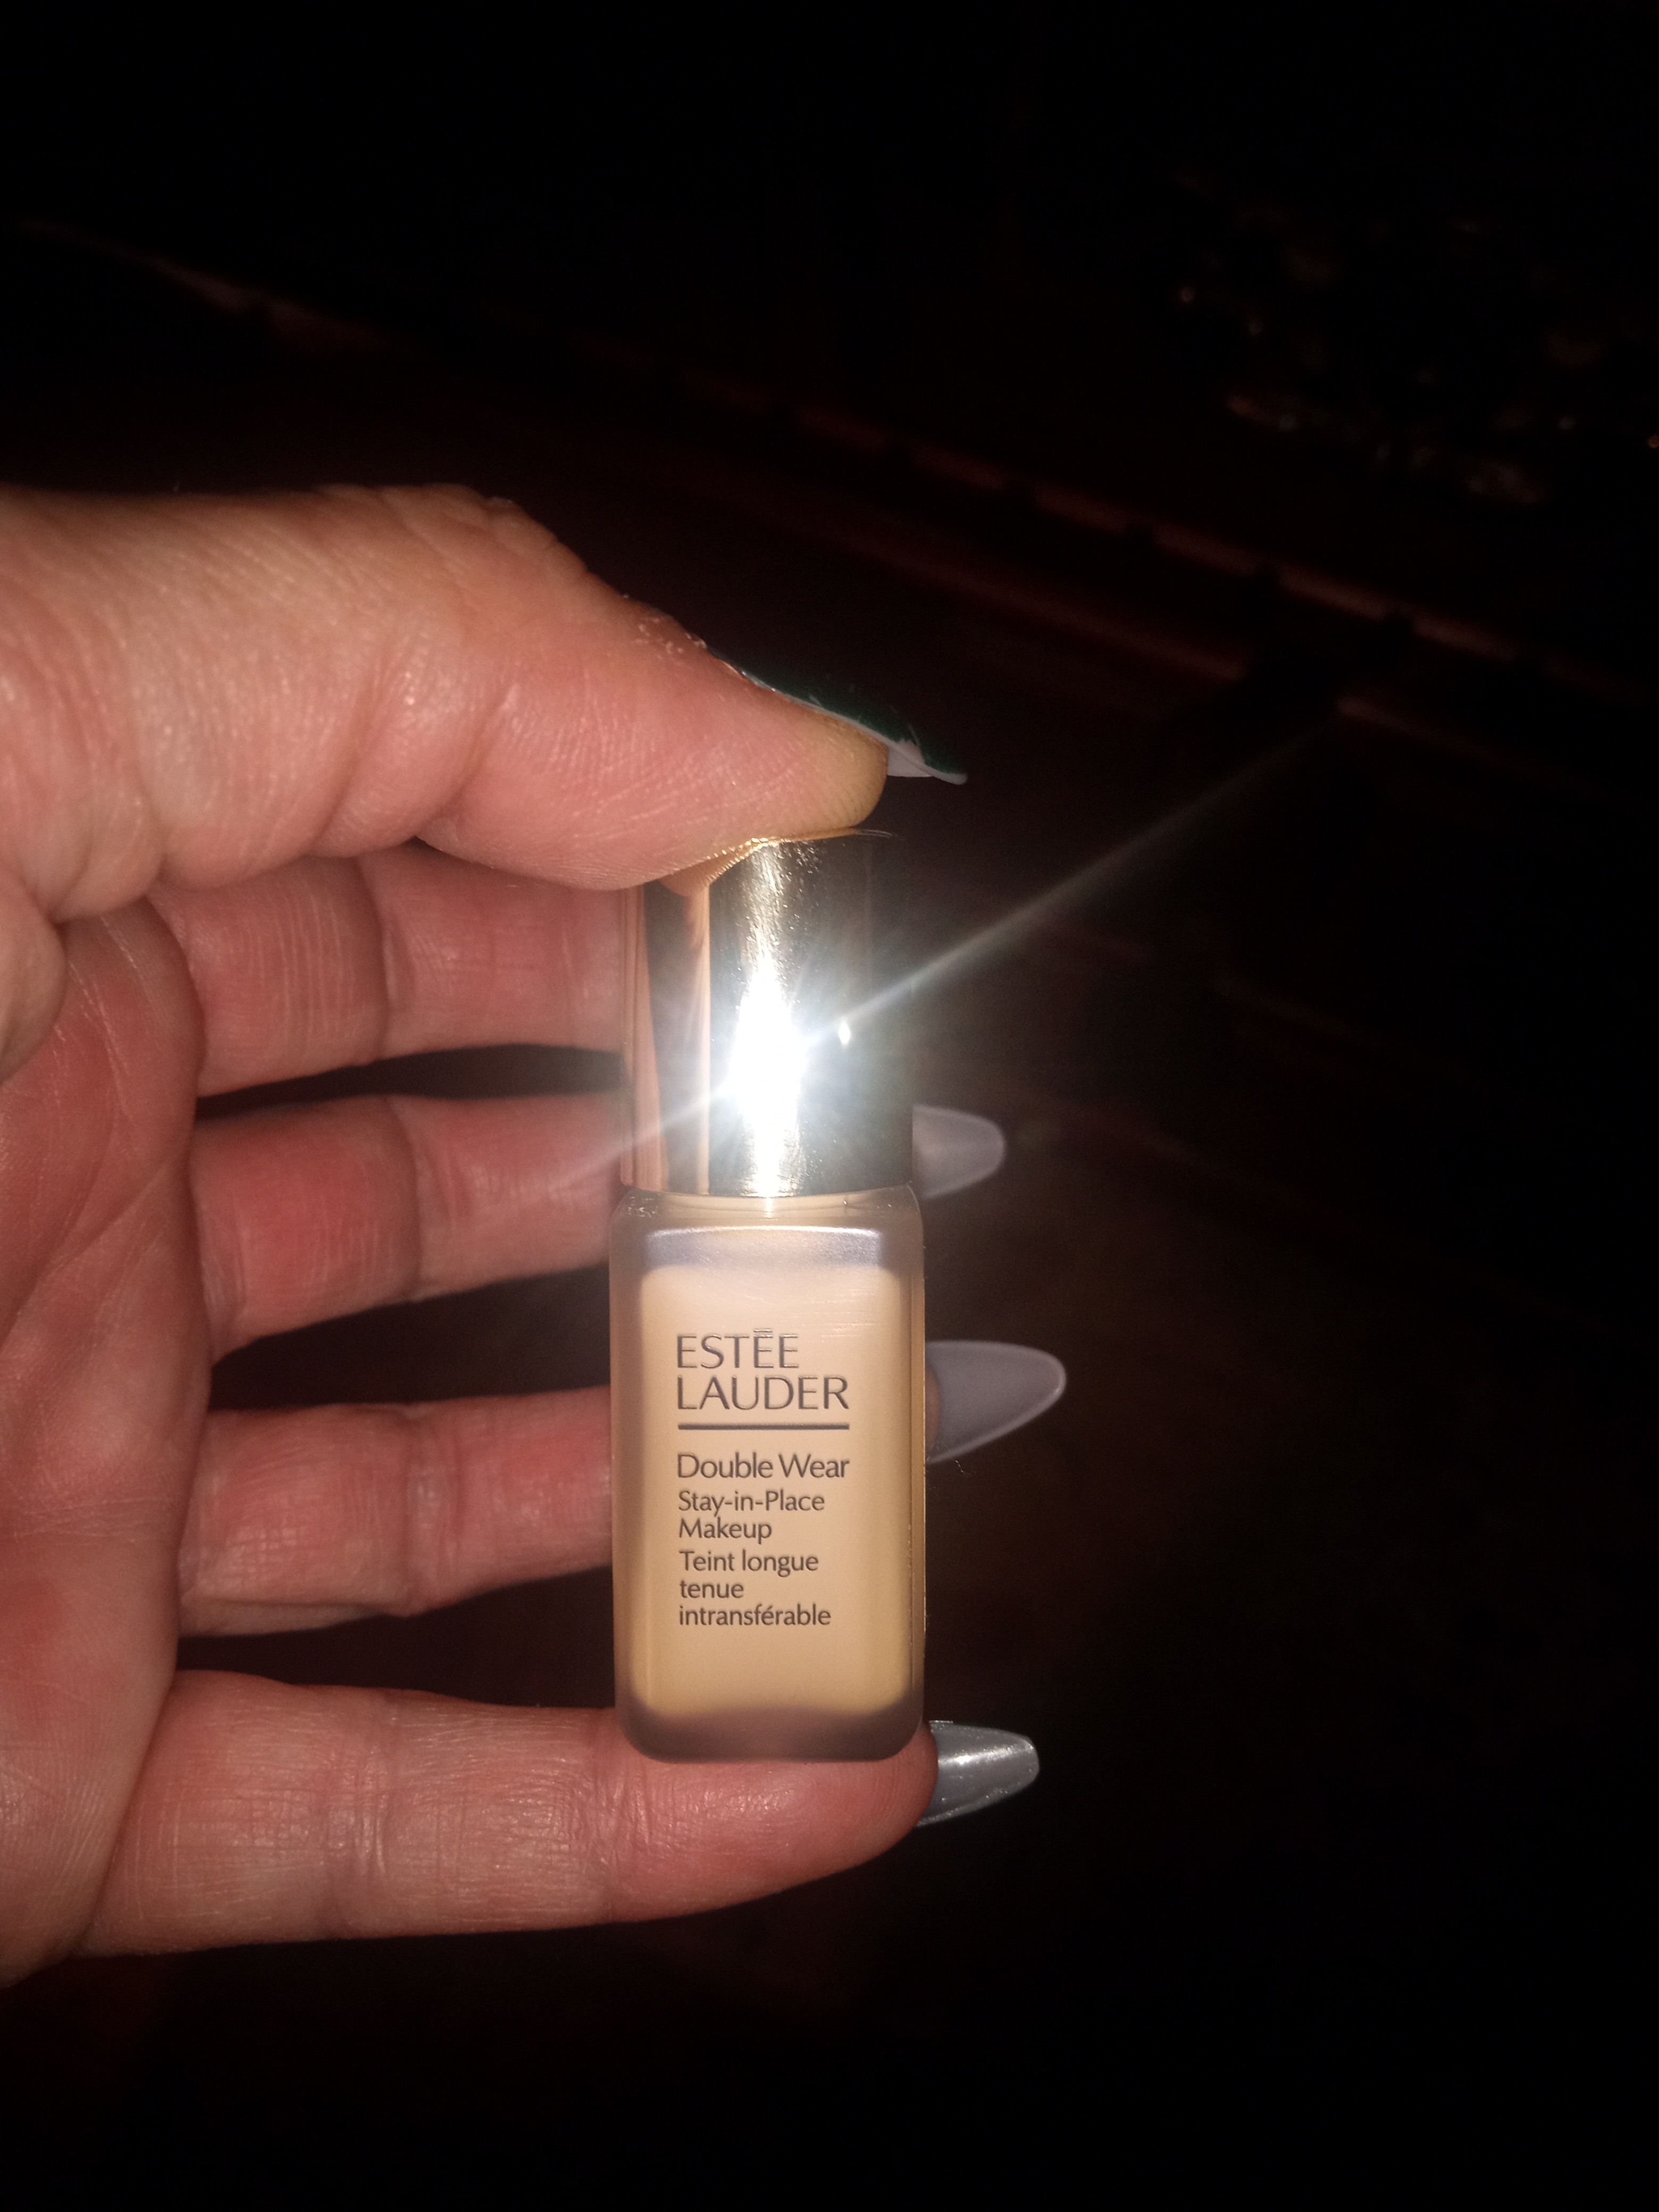 ESTĒE
LAUDER
Double Wear
Stay-in-Place
Makeup
Teint longue
tenue
intransférable